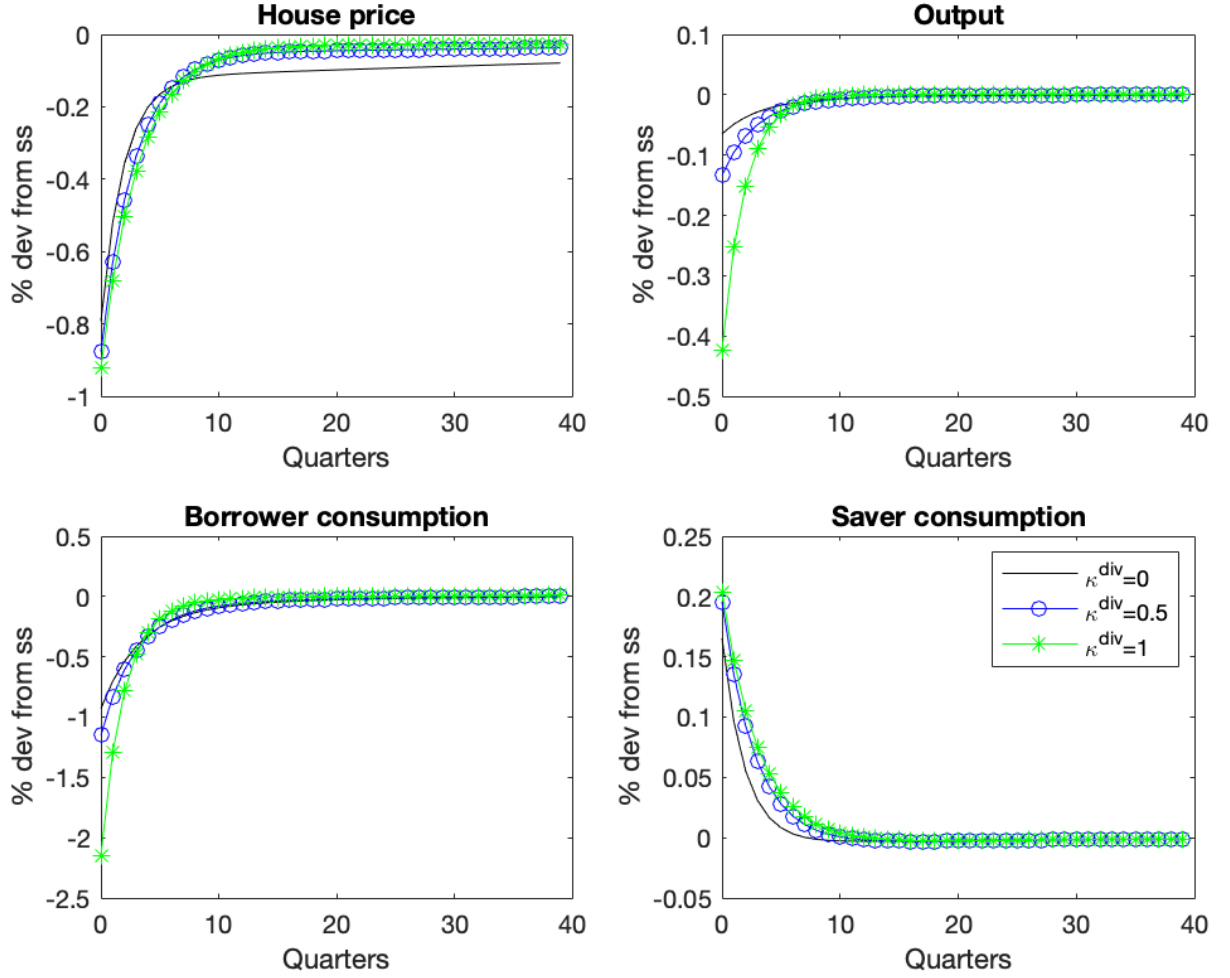 House price
0
-0.2
-0.4
-0.6
-0.8
-1
% dev from ss
0 10 20 30 40
Quarters
Output
0.1
0
-0.1
-0.2
-0.3
-0.4
-0.5
% dev from ss
0 10 20 30 40
Quarters
Borrower consumption
0.5
0
-0.5
-1
-1.5
-2
-2.5
% dev from ss
0 10 20 30 40
Quarters
Saver consumption
0.25
0.2
0.15
0.1
0.05
0
-0.05
% dev from ss
κ^div=0
κ^div=0.5
κ^div=1
0 10 20 30 40
Quarters